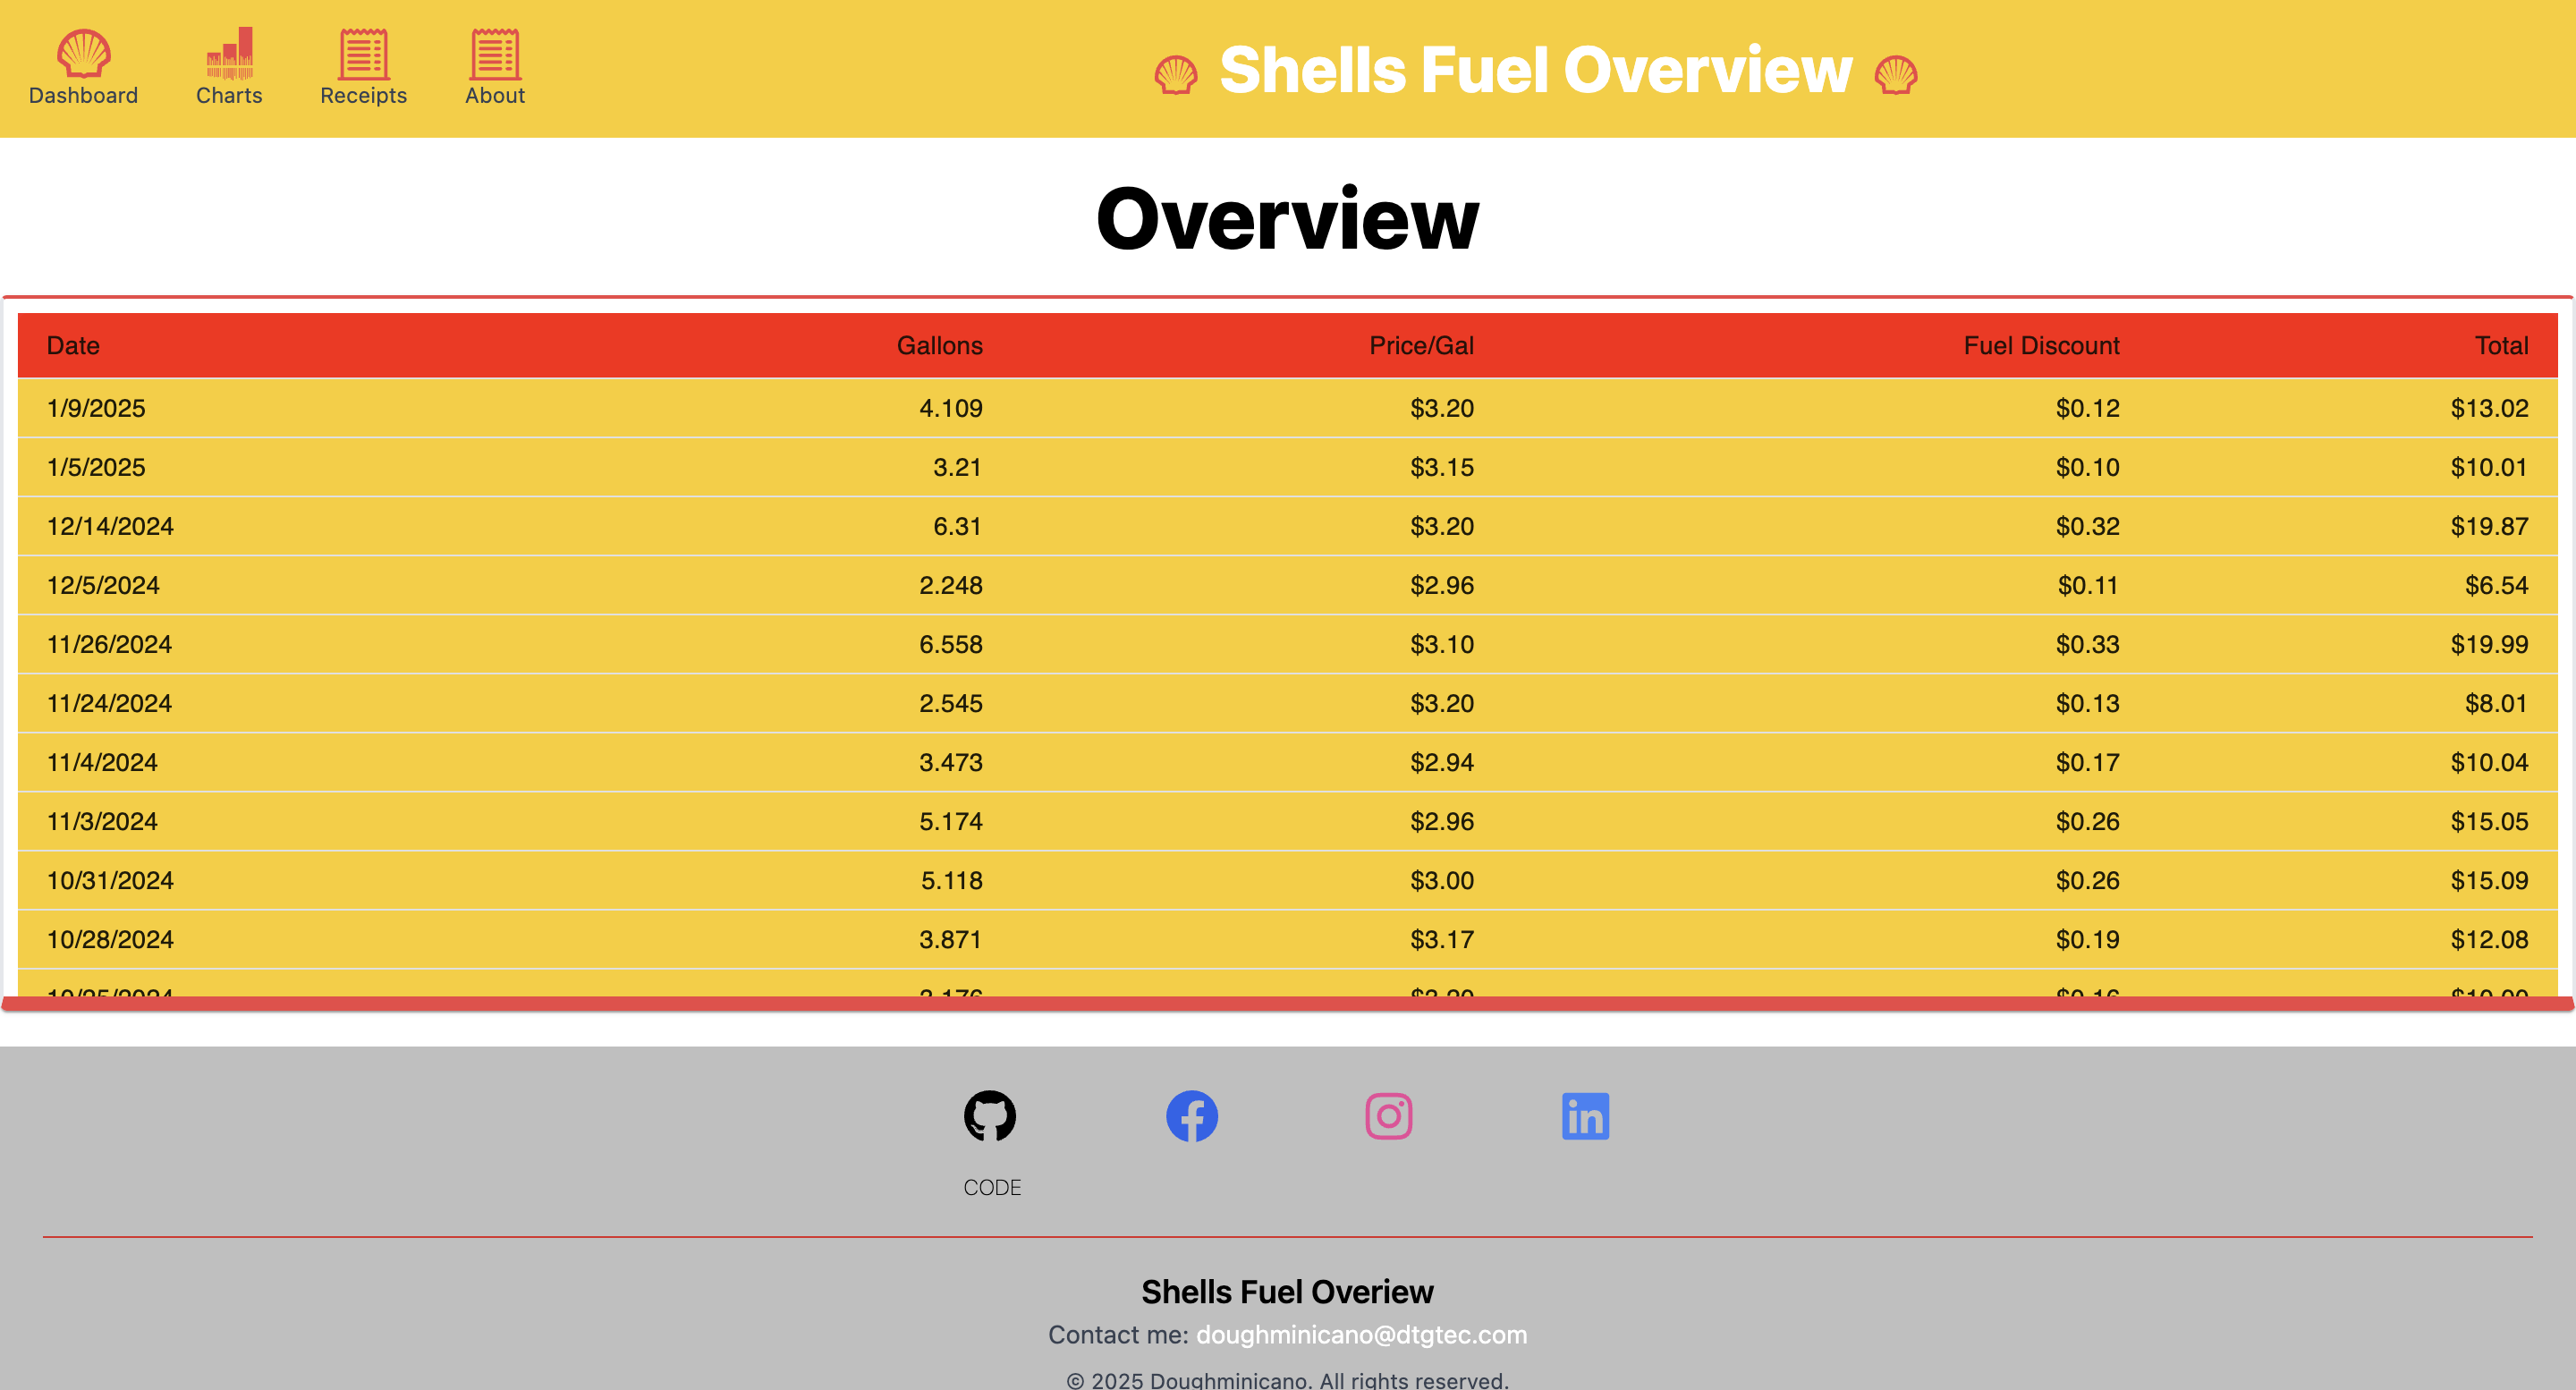 Dashboard Charts Receipts About
Shells Fuel Overview
Overview
Date Gallons Price/Gal Fuel Discount Total
1/9/2025 4.109 $3.20 $0.12 $13.02
1/5/2025 3.21 $3.15 $0.10 $10.01
12/14/2024 6.31 $3.20 $0.32 $19.87
12/5/2024 2.248 $2.96 $0.11 $6.54
11/26/2024 6.558 $3.10 $0.33 $19.99
11/24/2024 2.545 $3.20 $0.13 $8.01
11/4/2024 3.473 $2.94 $0.17 $10.04
11/3/2024 5.174 $2.96 $0.26 $15.05
10/31/2024 5.118 $3.00 $0.26 $15.09
10/28/2024 3.871 $3.17 $0.19 $12.08
CODE
Shells Fuel Overiew
Contact me: doughminicano@dtgtec.com
© 2025 Doughminicano. All rights reserved.